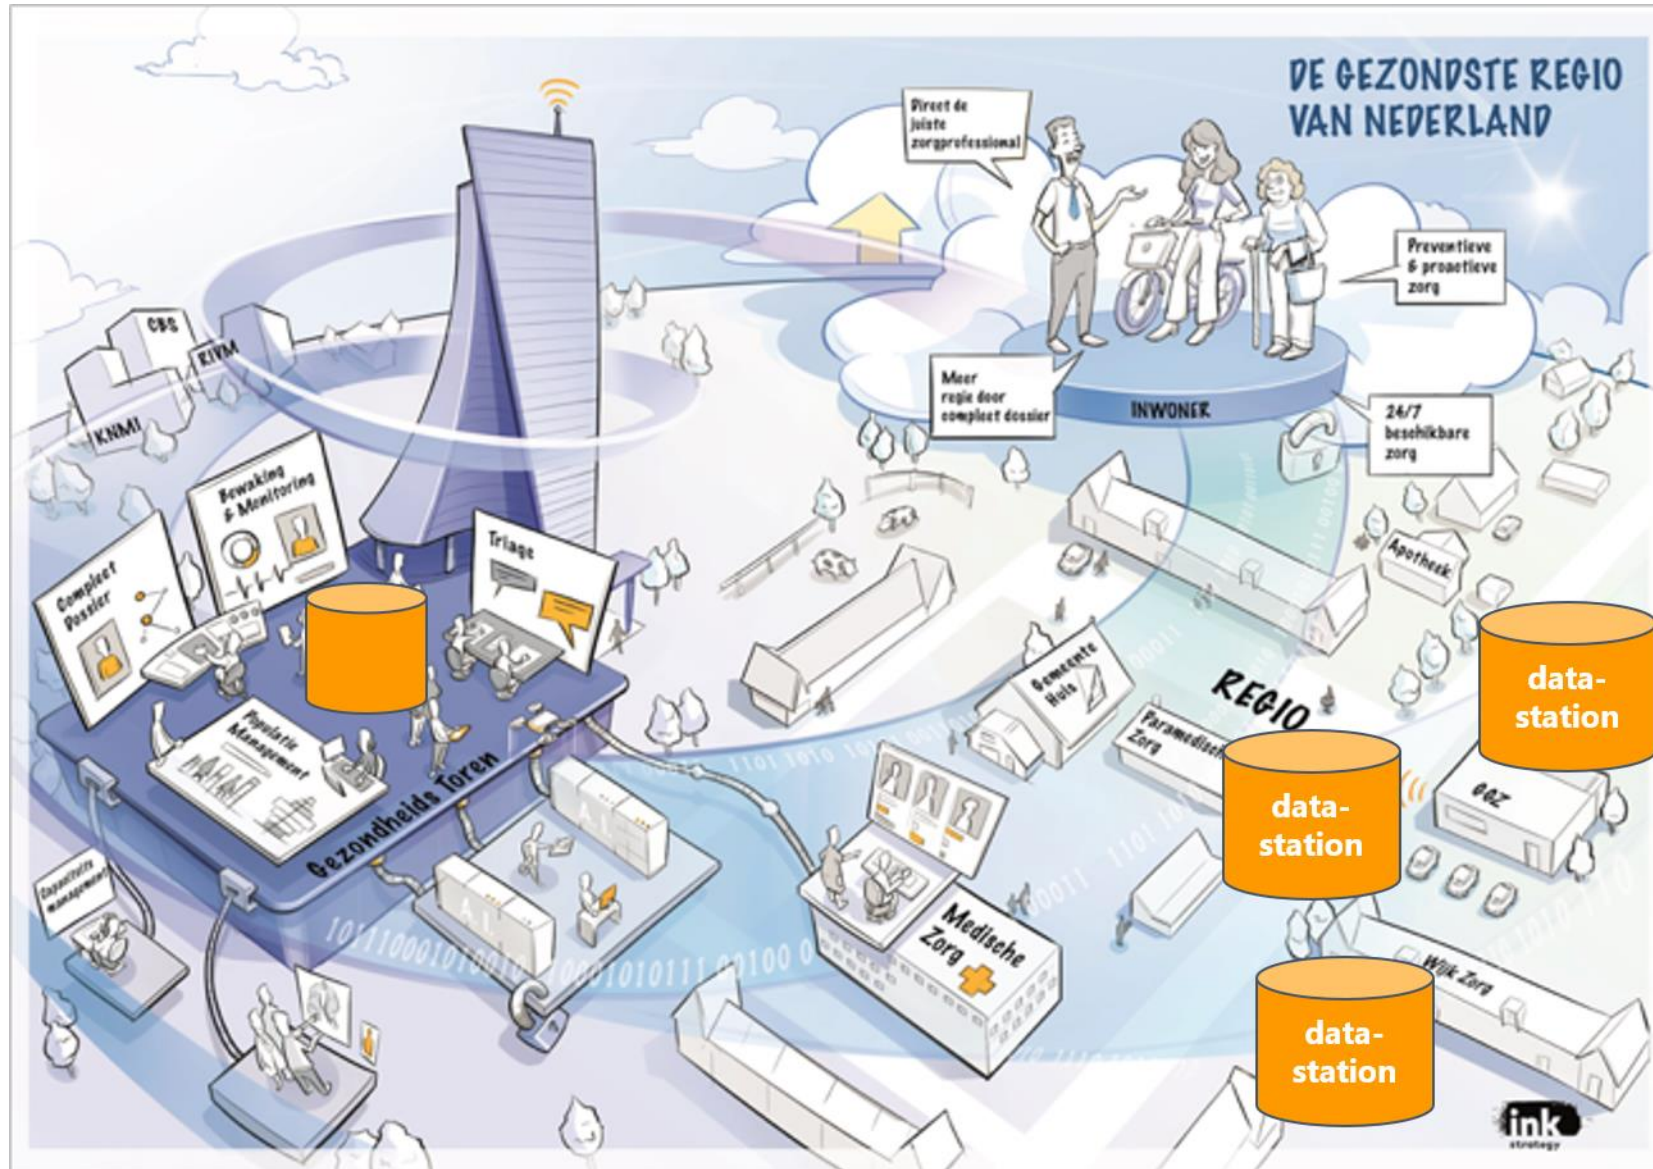 DE GEZONDSTE REGIO
VAN NEDERLAND
Direct de
juiste
zorgprofessional
Preventieve
& proactieve
zorg
Meer
regie door
compleet dossier
INWONER
24/7
beschikbare
zorg
CBS
RIVM
KNMI
Bewaking
& Monitoring
Triage
Compleet
Dossier
Populatie
Management
Gezondheids Toren
Capaciteits
management
A.I.
A.I.
Medische
Zorg
Gemeente
Huis
Apotheek
REGIO
Paramedische
Zorg
data-
station
data-
station
GGZ
Wijk Zorg
data-
station
ink
strategy